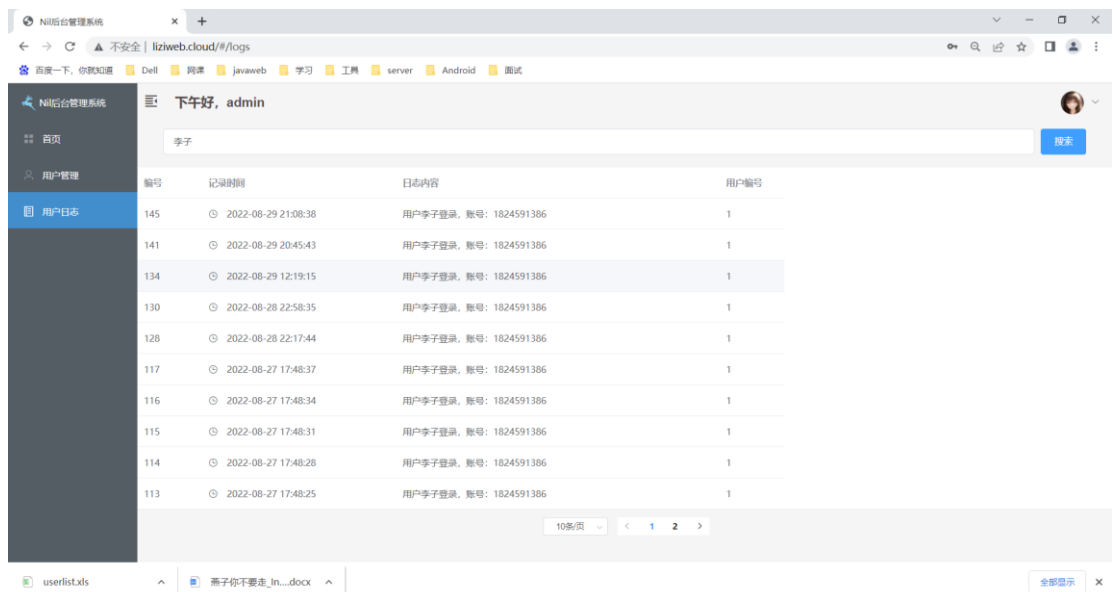 Nil后台管理系统
不安全 | liziweb.cloud/#/logs
百度一下，你就知道 Dell 网课 javaweb 学习 工具 server Android 面试
Nil后台管理系统 下午好，admin
首页
李子 搜索
用户管理
编号 记录时间 日志内容 用户编号
用户日志
145 2022-08-29 21:08:38 用户李子登录，账号：1824591386 1
141 2022-08-29 20:45:43 用户李子登录，账号：1824591386 1
134 2022-08-29 12:19:15 用户李子登录，账号：1824591386 1
130 2022-08-28 22:58:35 用户李子登录，账号：1824591386 1
128 2022-08-28 22:17:44 用户李子登录，账号：1824591386 1
117 2022-08-27 17:48:37 用户李子登录，账号：1824591386 1
116 2022-08-27 17:48:34 用户李子登录，账号：1824591386 1
115 2022-08-27 17:48:31 用户李子登录，账号：1824591386 1
114 2022-08-27 17:48:28 用户李子登录，账号：1824591386 1
113 2022-08-27 17:48:25 用户李子登录，账号：1824591386 1
10条/页 < 1 2 >
userlist.xls 燕子你不要走_In....docx 全部显示